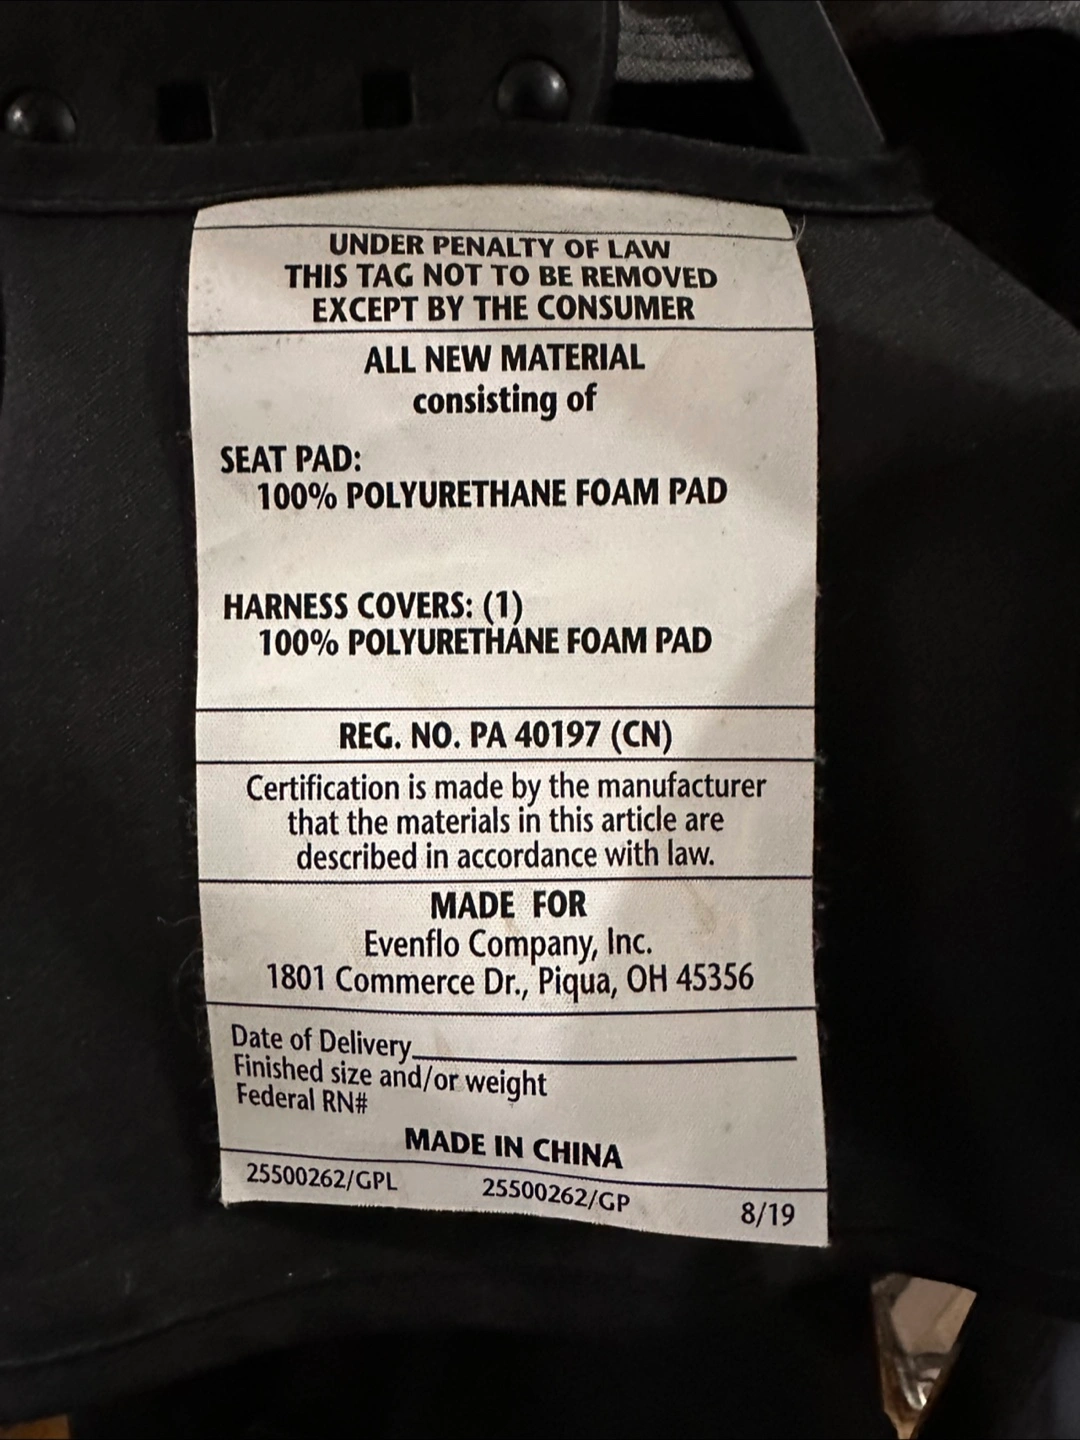 UNDER PENALTY OF LAW
THIS TAG NOT TO BE REMOVED
EXCEPT BY THE CONSUMER
ALL NEW MATERIAL
consisting of
SEAT PAD:
100% POLYURETHANE FOAM PAD
HARNESS COVERS: (1)
100% POLYURETHANE FOAM PAD
REG. NO. PA 40197 (CN)
Certification is made by the manufacturer
that the materials in this article are
described in accordance with law.
MADE FOR
Evenflo Company, Inc.
1801 Commerce Dr., Piqua, OH 45356
Date of Delivery
Finished size and/or weight
Federal RN#
MADE IN CHINA
25500262/GPL 25500262/GP 8/19